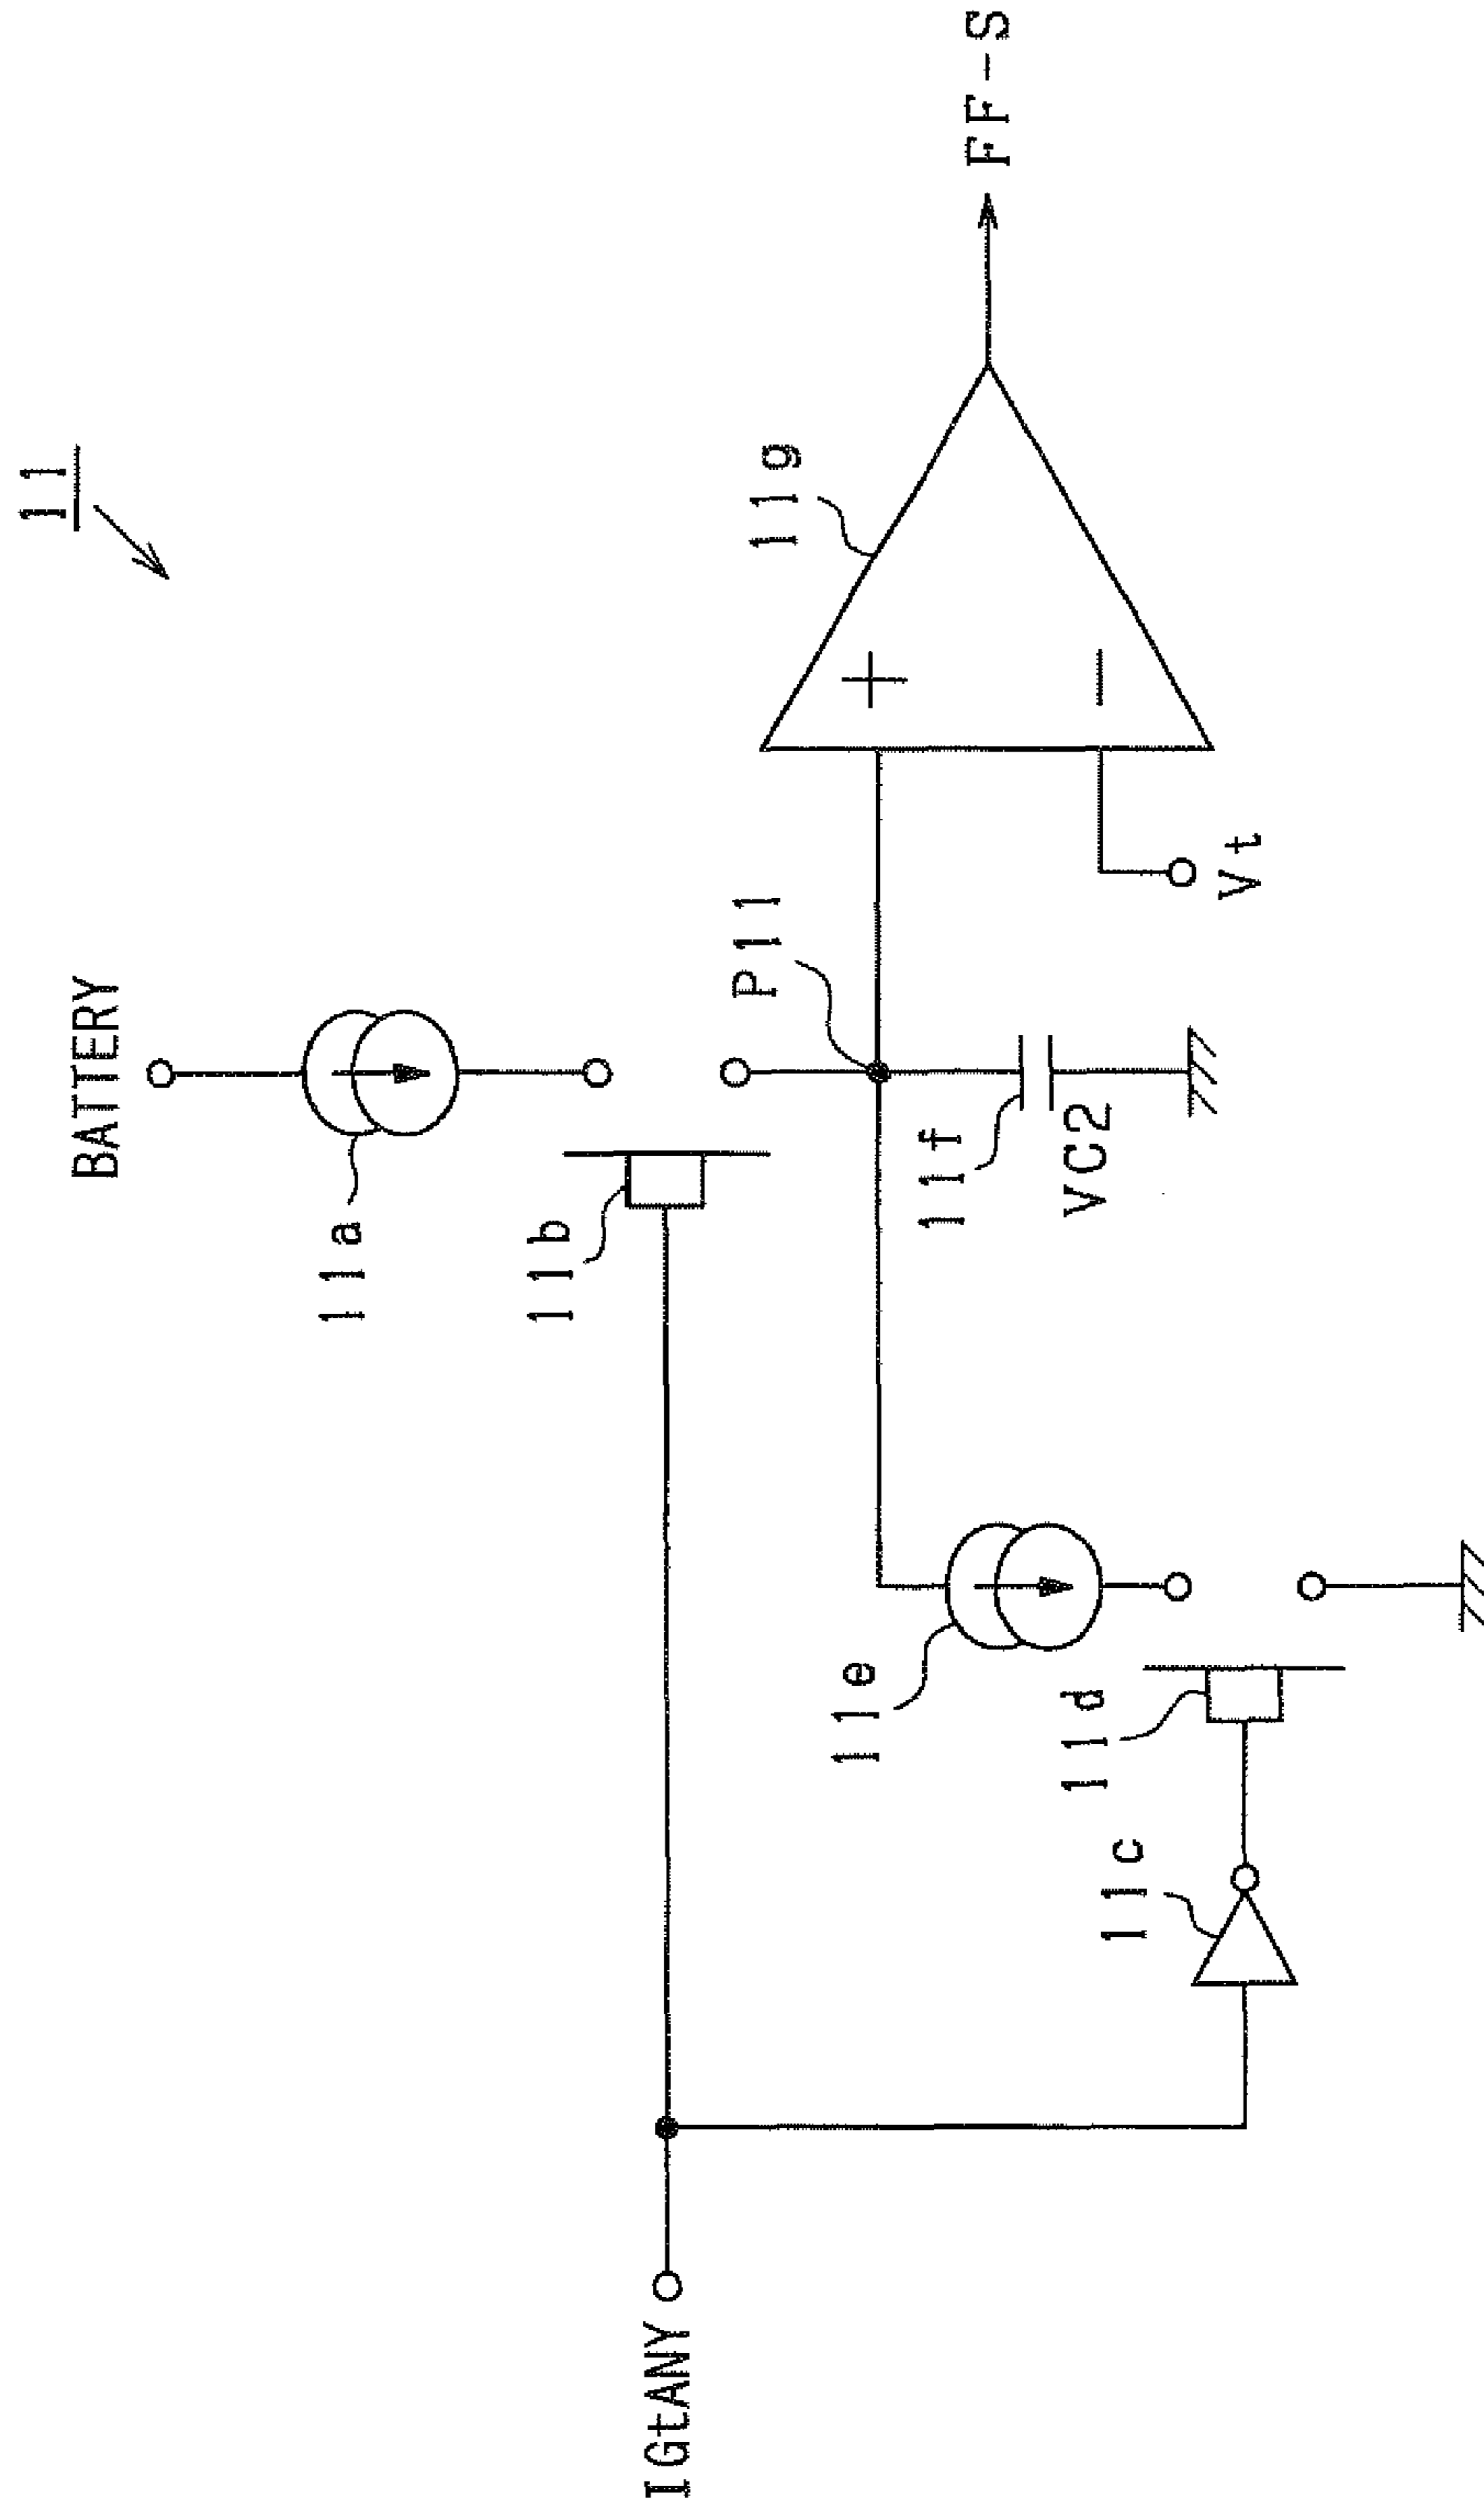 11
BATTERY
11a
11b
P11
11g
FF-S
11f
VC2
Vt
11e
11d
11c
IGtANY
+
−